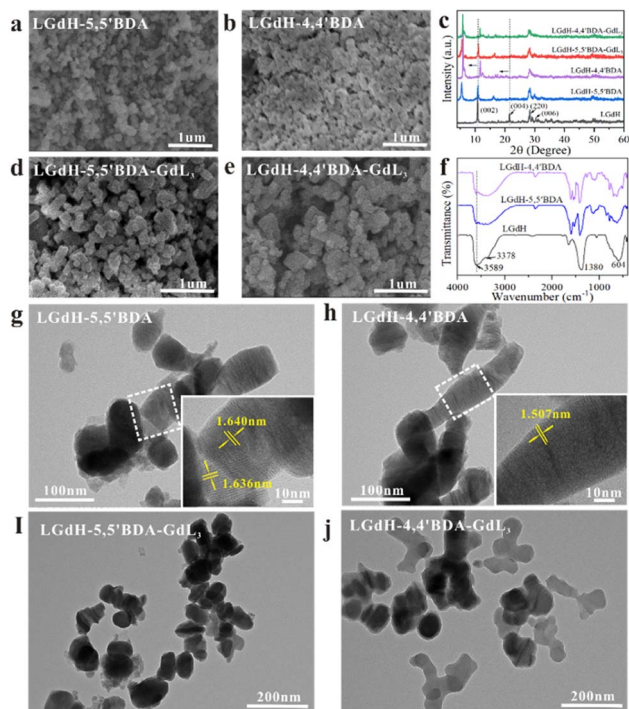 a LGdH-5,5'BDA
1um
b LGdH-4,4'BDA
1um
c
Intensity (a.u.)
LGdH-4,4'BDA-GdL3
LGdH-5,5'BDA-GdL3
LGdH-4,4'BDA
LGdH-5,5'BDA
(002)
(004)
(220)
(006)
LGdH
10 20 30 40 50 60
2θ (Degree)
d LGdH-5,5'BDA-GdL3
1um
e LGdH-4,4'BDA-GdL3
1um
f
Transmittance (%)
LGdH-4,4'BDA
LGdH-5,5'BDA
LGdH
3378
3589
1380
604
4000 3000 2000 1000
Wavenumber (cm-1)
g LGdH-5,5'BDA
1.640nm
1.636nm
100nm
10nm
h LGdH-4,4'BDA
1.507nm
100nm
10nm
I LGdH-5,5'BDA-GdL3
200nm
j LGdH-4,4'BDA-GdL3
200nm